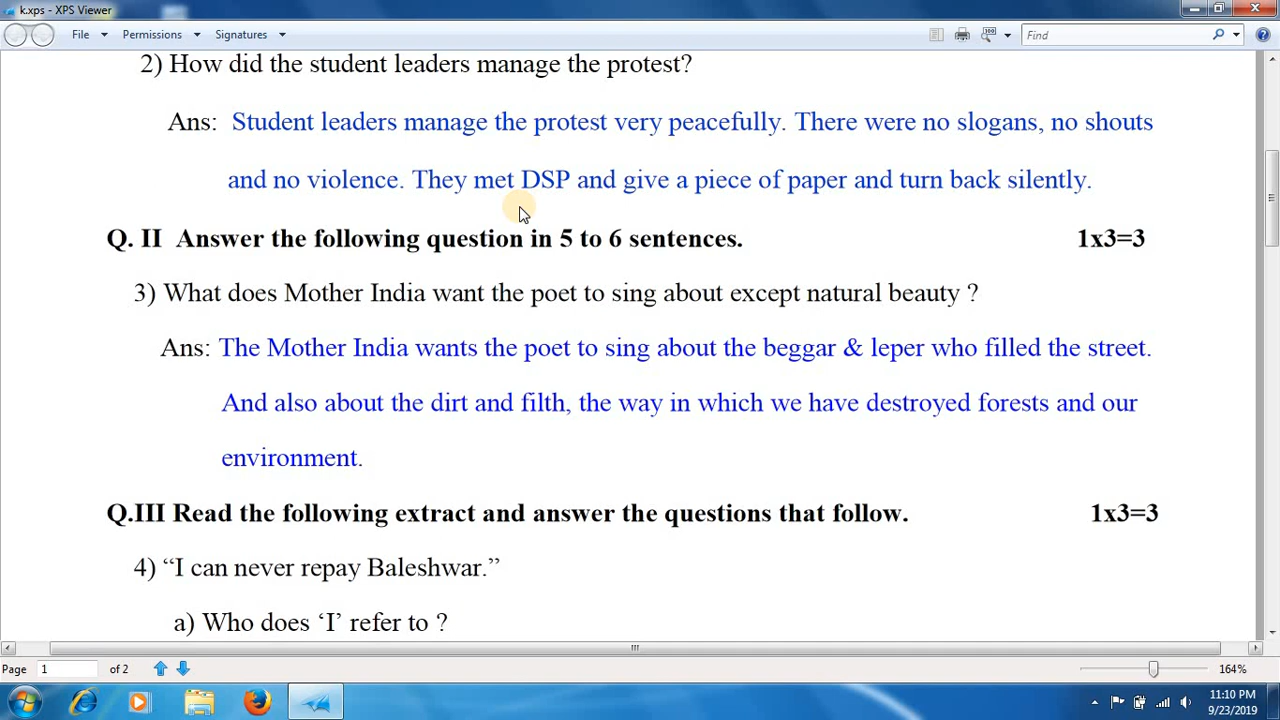 k.xps - XPS Viewer
File Permissions Signatures Find
2) How did the student leaders manage the protest?
Ans: Student leaders manage the protest very peacefully. There were no slogans, no shouts
and no violence. They met DSP and give a piece of paper and turn back silently.
Q. II Answer the following question in 5 to 6 sentences. 1x3=3
3) What does Mother India want the poet to sing about except natural beauty ?
Ans: The Mother India wants the poet to sing about the beggar & leper who filled the street.
And also about the dirt and filth, the way in which we have destroyed forests and our
environment.
Q.III Read the following extract and answer the questions that follow. 1x3=3
4) “I can never repay Baleshwar.”
a) Who does ‘I’ refer to ?
Page 1 of 2 164%
11:10 PM
9/23/2019